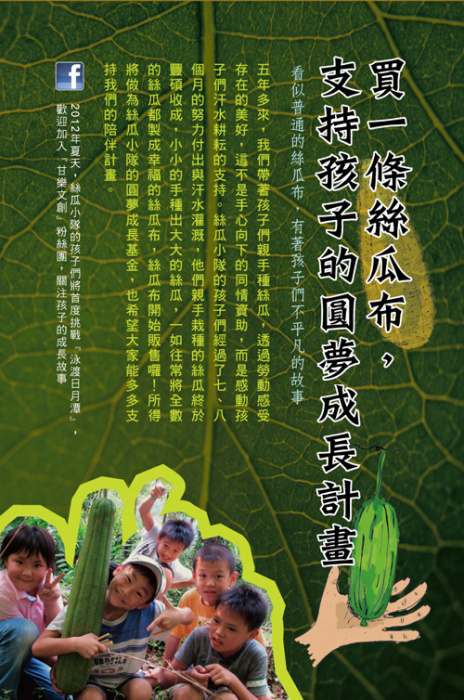 買一條絲瓜布，
支持孩子的圓夢成長計畫
看似普通的絲瓜布，有著孩子們不平凡的故事
五年多來，我們帶著孩子們親手種絲瓜，透過勞動感受
存在的美好，這不是手心向下的同情資助，而是感動孩
子們汗水耕耘的支持。絲瓜小隊的孩子們經過了七、八
個月的努力付出與汗水灌溉，他們親手栽種的絲瓜終於
豐碩收成，小小的手種出大大的絲瓜，一如往常將全數
的絲瓜都製成幸福的絲瓜布，絲瓜布開始販售囉！所得
將做為絲瓜小隊的圓夢成長基金，也希望大家能多多支
持我們的陪伴計畫。
f
2012年夏天，絲瓜小隊的孩子們將首度挑戰『泳渡日月潭』，
歡迎加入「甘樂文創」粉絲團，關注孩子的成長故事